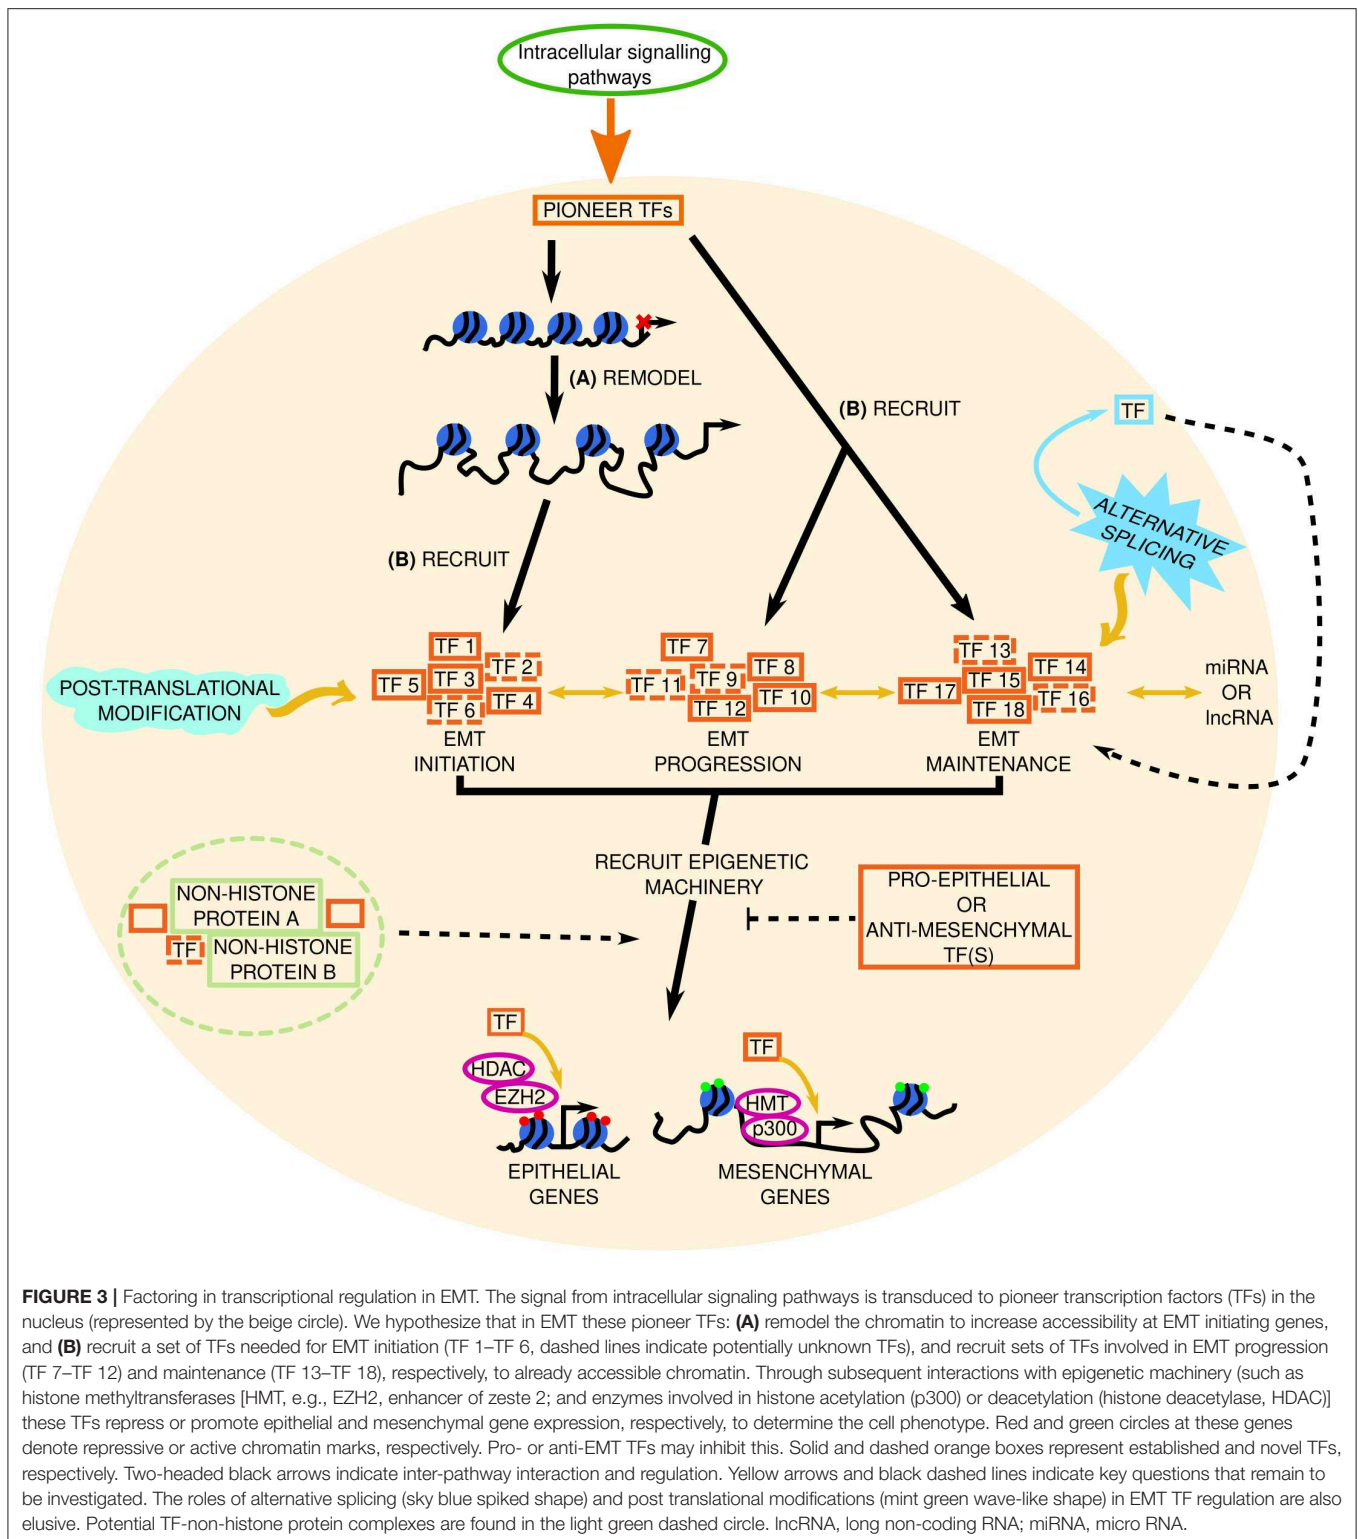 Intracellular signalling
pathways
PIONEER TFs
(A) REMODEL
(B) RECRUIT
TF
ALTERNATIVE
SPLICING
(B) RECRUIT
TF 1
TF 2
TF 3
TF 5
TF 4
TF 6
EMT
INITIATION
TF 7
TF 8
TF 9
TF 11
TF 10
TF 12
EMT
PROGRESSION
TF 13
TF 14
TF 15
TF 17
TF 16
TF 18
EMT
MAINTENANCE
miRNA
OR
lncRNA
POST-TRANSLATIONAL
MODIFICATION
RECRUIT EPIGENETIC
MACHINERY
PRO-EPITHELIAL
OR
ANTI-MESENCHYMAL
TF(S)
NON-HISTONE
PROTEIN A
TF
NON-HISTONE
PROTEIN B
TF
HDAC
EZH2
EPITHELIAL
GENES
TF
HMT
p300
MESENCHYMAL
GENES
FIGURE 3 | Factoring in transcriptional regulation in EMT. The signal from intracellular signaling pathways is transduced to pioneer transcription factors (TFs) in the
nucleus (represented by the beige circle). We hypothesize that in EMT these pioneer TFs: (A) remodel the chromatin to increase accessibility at EMT initiating genes,
and (B) recruit a set of TFs needed for EMT initiation (TF 1–TF 6, dashed lines indicate potentially unknown TFs), and recruit sets of TFs involved in EMT progression
(TF 7–TF 12) and maintenance (TF 13–TF 18), respectively, to already accessible chromatin. Through subsequent interactions with epigenetic machinery (such as
histone methyltransferases [HMT, e.g., EZH2, enhancer of zeste 2; and enzymes involved in histone acetylation (p300) or deacetylation (histone deacetylase, HDAC)]
these TFs repress or promote epithelial and mesenchymal gene expression, respectively, to determine the cell phenotype. Red and green circles at these genes
denote repressive or active chromatin marks, respectively. Pro- or anti-EMT TFs may inhibit this. Solid and dashed orange boxes represent established and novel TFs,
respectively. Two-headed black arrows indicate inter-pathway interaction and regulation. Yellow arrows and black dashed lines indicate key questions that remain to
be investigated. The roles of alternative splicing (sky blue spiked shape) and post translational modifications (mint green wave-like shape) in EMT TF regulation are also
elusive. Potential TF-non-histone protein complexes are found in the light green dashed circle. lncRNA, long non-coding RNA; miRNA, micro RNA.